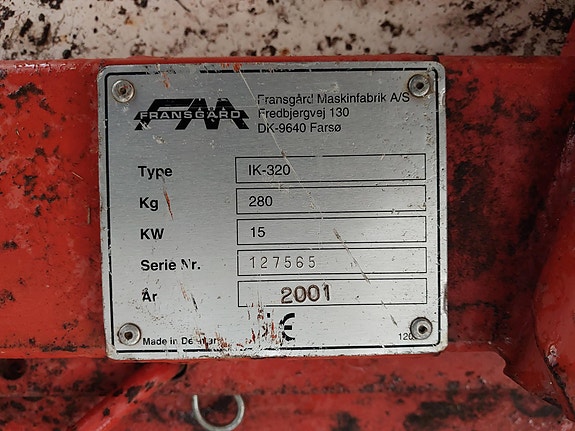 FRANSGÅRD
Fransgård Maskinfabrik A/S
Fredbjergvej 130
DK-9640 Farsø
Type IK-320
Kg 280
KW 15
Serie Nr. 127565
År 2001
CE
Made in Denmark